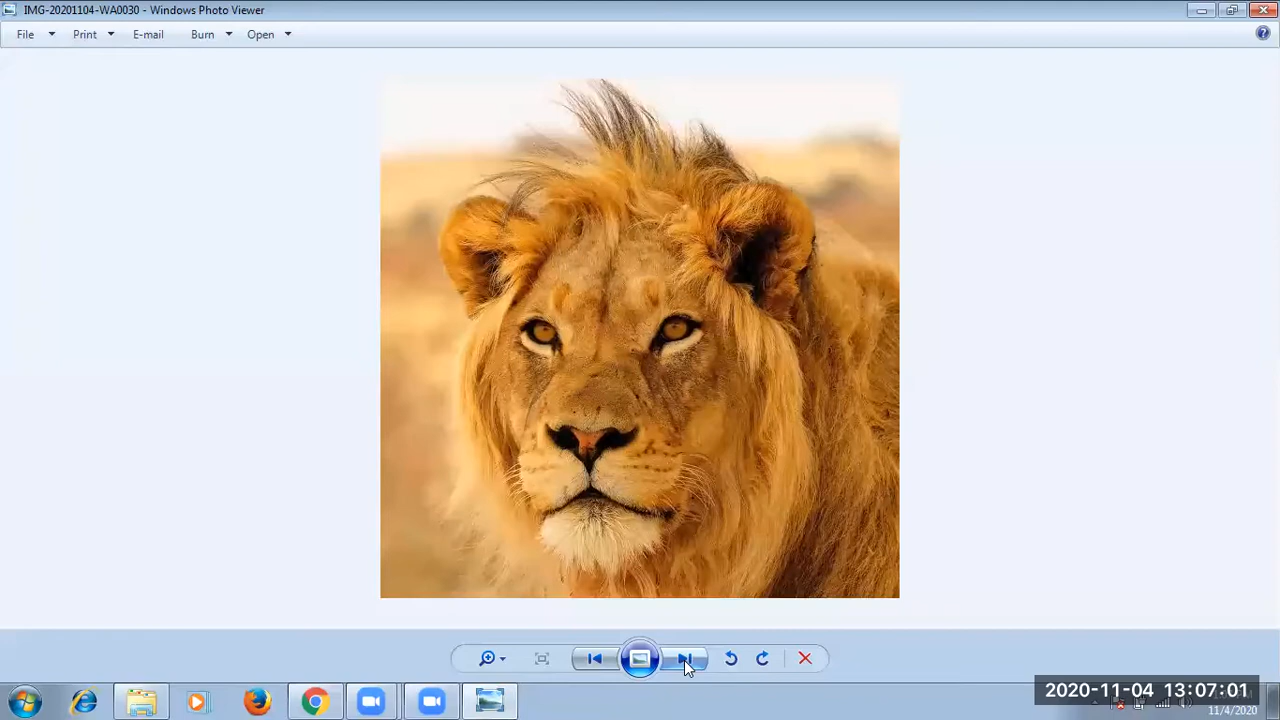 IMG-20201104-WA0030 - Windows Photo Viewer
File Print E-mail Burn Open
2020-11-04 13:07:01
11/4/2020